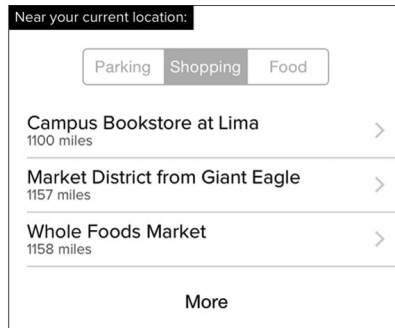 Near your current location:
Parking Shopping Food
Campus Bookstore at Lima
1100 miles
Market District from Giant Eagle
1157 miles
Whole Foods Market
1158 miles
More